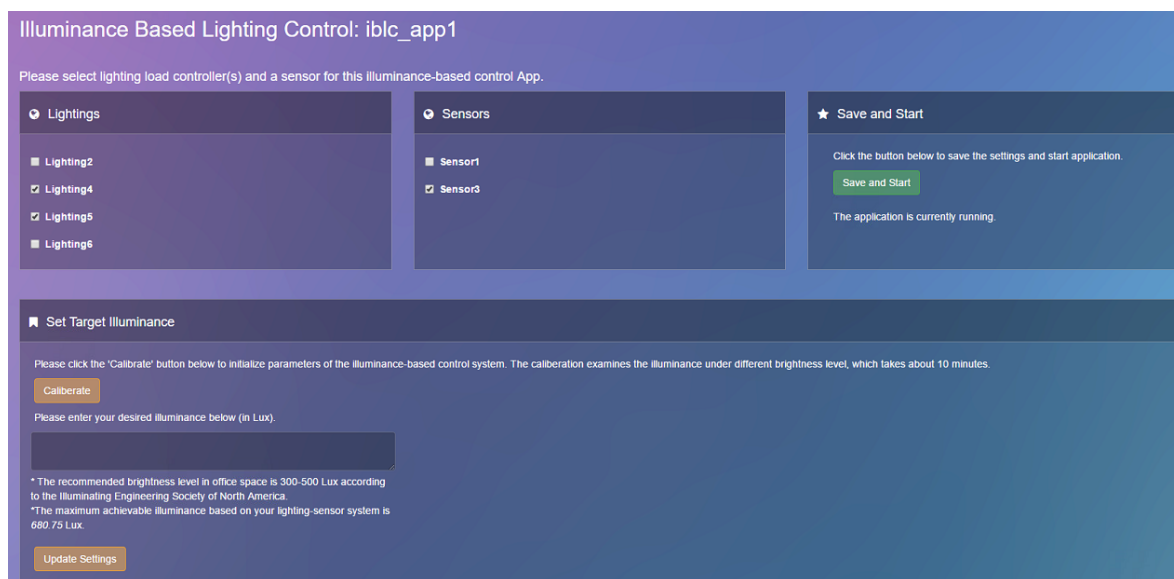 Illuminance Based Lighting Control: iblc_app1
Please select lighting load controller(s) and a sensor for this illuminance-based control App.
Lightings
Lighting2
Lighting4
Lighting5
Lighting6
Sensors
Sensor1
Sensor3
Save and Start
Click the button below to save the settings and start application.
Save and Start
The application is currently running.
Set Target Illuminance
Please click the 'Calibrate' button below to initialize parameters of the illuminance-based control system. The caliberation examines the illuminance under different brightness level, which takes about 10 minutes.
Caliberate
Please enter your desired illuminance below (in Lux).
* The recommended brightness level in office space is 300-500 Lux according
to the Illuminating Engineering Society of North America.
*The maximum achievable illuminance based on your lighting-sensor system is
680.75 Lux.
Update Settings